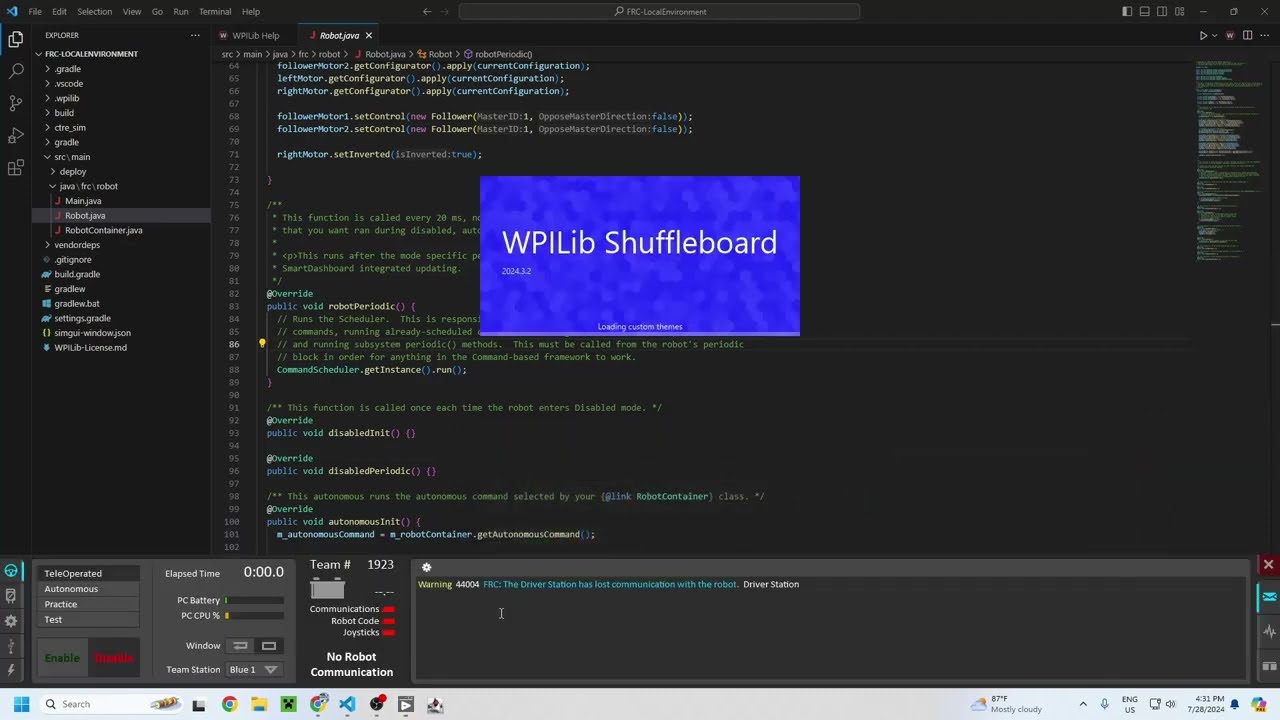 File Edit Selection View Go Run Terminal Help
FRC-LocalEnvironment
EXPLORER
WPILib Help
Robot.java
FRC-LOCALENVIRONMENT
.gradle
.vscode
.wpilib
build
ctre_sim
gradle
src\main
deploy
java\frc\robot
Main.java
Robot.java
RobotContainer.java
vendordeps
.gitignore
build.gradle
gradlew
gradlew.bat
settings.gradle
simgui-window.json
WPILib-License.md
src > main > java > frc > robot > Robot.java > Robot > robotPeriodic()
64 followerMotor2.getConfigurator().apply(currentConfiguration);
65 leftMotor.getConfigurator().apply(currentConfiguration);
66 rightMotor.getConfigurator().apply(currentConfiguration);
67
68 followerMotor1.setControl(new Follower(MasterID:1, OpposeMasterDirection:false));
69 followerMotor2.setControl(new Follower(MasterID: , OpposeMasterDirection:false));
70
71 rightMotor.setInverted(isInverted:true);
72
73 }
74
75 /**
76 * This function is called every 20 ms, no
77 * that you want ran during disabled, auto
78 *
79 * <p>This runs after the mode specific p
80 * SmartDashboard integrated updating.
81 */
82 @Override
83 public void robotPeriodic() {
84 // Runs the Scheduler. This is respons
85 // commands, running already-scheduled
86 // and running subsystem periodic() methods. This must be called from the robot's periodic
87 // block in order for anything in the Command-based framework to work.
88 CommandScheduler.getInstance().run();
89 }
90
91 /** This function is called once each time the robot enters Disabled mode. */
92 @Override
93 public void disabledInit() {}
94
95 @Override
96 public void disabledPeriodic() {}
97
98 /** This autonomous runs the autonomous command selected by your {@link RobotContainer} class. */
99 @Override
100 public void autonomousInit() {
101 m_autonomousCommand = m_robotContainer.getAutonomousCommand();
102
WPILib Shuffleboard
2024.3.2
Loading custom themes
TeleOperated
Autonomous
Practice
Test
Enable Disable
Elapsed Time 0:00.0
PC Battery
PC CPU %
Window
Team Station Blue 1
Team # 1923
--.--
Communications
Robot Code
Joysticks
No Robot
Communication
Warning 44004 FRC: The Driver Station has lost communication with the robot. Driver Station
Search
87°F
Mostly cloudy
ENG
US
4:31 PM
7/28/2024